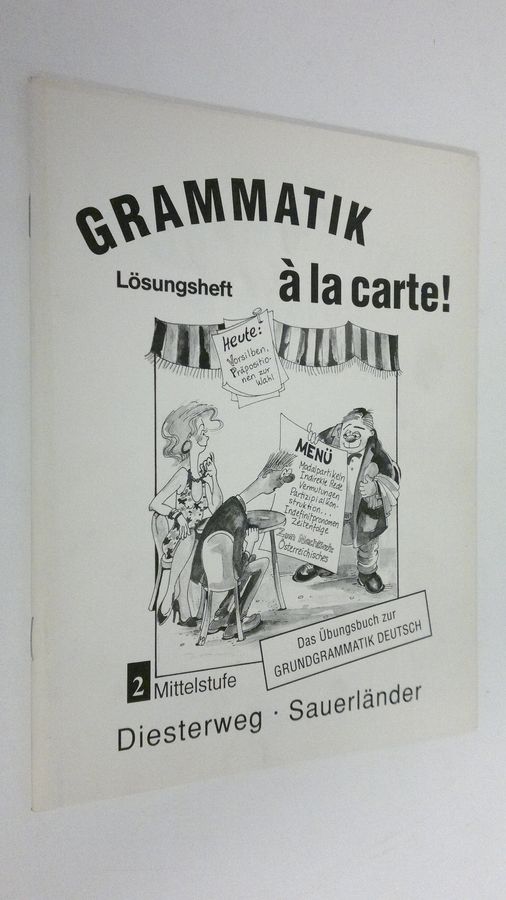 GRAMMATIK
Lösungsheft
à la carte!
Heute:
Vorsilben,
Präpositio-
nen zur
Wahl
MENÜ
Modalpartikeln
Indirekte Rede
Vermutungen
Partizipialkon-
struktion...
Indefinitpronomen
Zeitenfolge
Zum
Österreichisches
Das Übungsbuch zur
GRUNDGRAMMATIK DEUTSCH
2 Mittelstufe
Diesterweg · Sauerländer